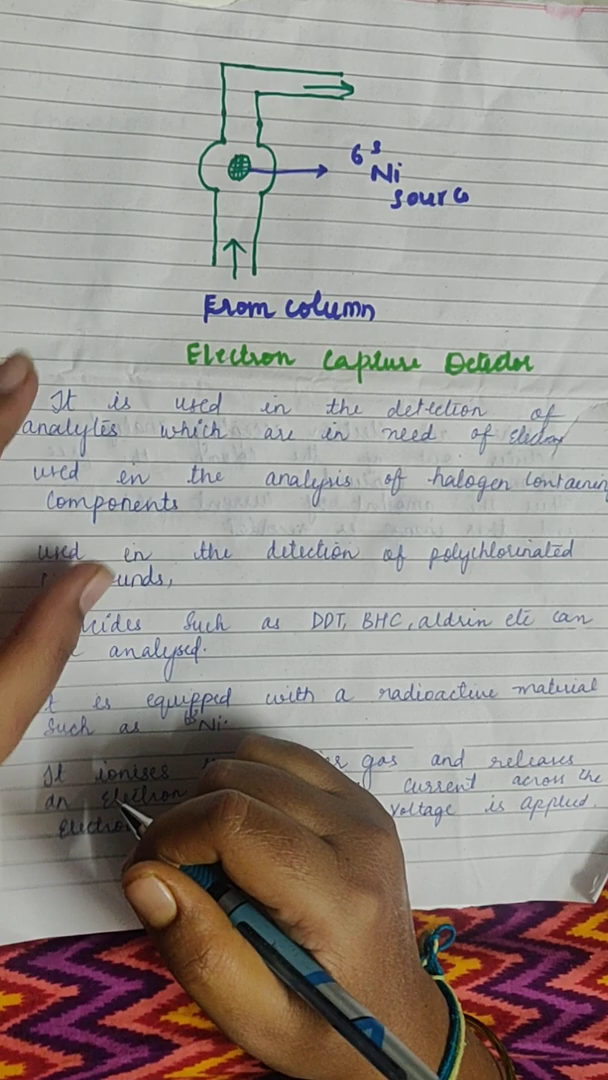 63
Ni
source
From column
Electron Capture Detector
It is used in the detection of
analytes which are in need of
used in the analysis of halogen containing
components
used in the detection of polychlorinated
unds,
cides such as DDT, BHC, aldrin etc can
analysed.
t is equipped with a radioactive material
such as Ni.
It ionises gas and releases
an electron current across the
Electro voltage is applied.